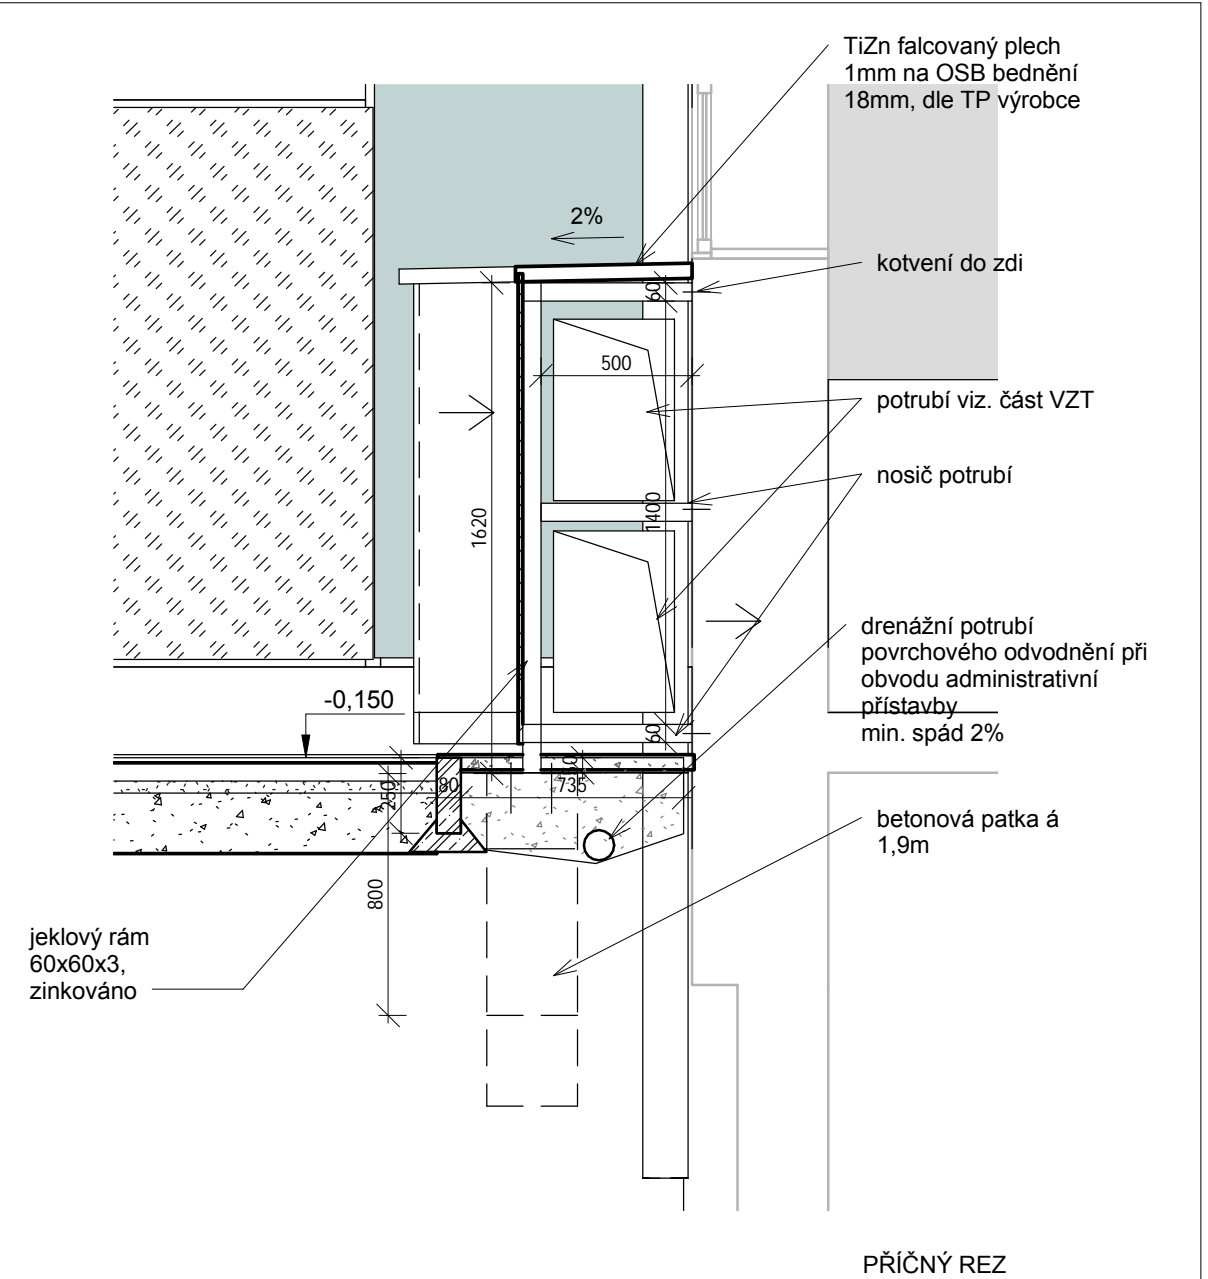 TiZn falcovaný plech
1mm na OSB bednění
18mm, dle TP výrobce
2%
kotvení do zdi
60
500
potrubí viz. část VZT
nosič potrubí
1400
1620
drenážní potrubí
povrchového odvodnění při
obvodu administrativní
přístavby
min. spád 2%
-0,150
60
60
250
80
735
betonová patka á
1,9m
800
jeklový rám
60x60x3,
zinkováno
PŘÍČNÝ REZ